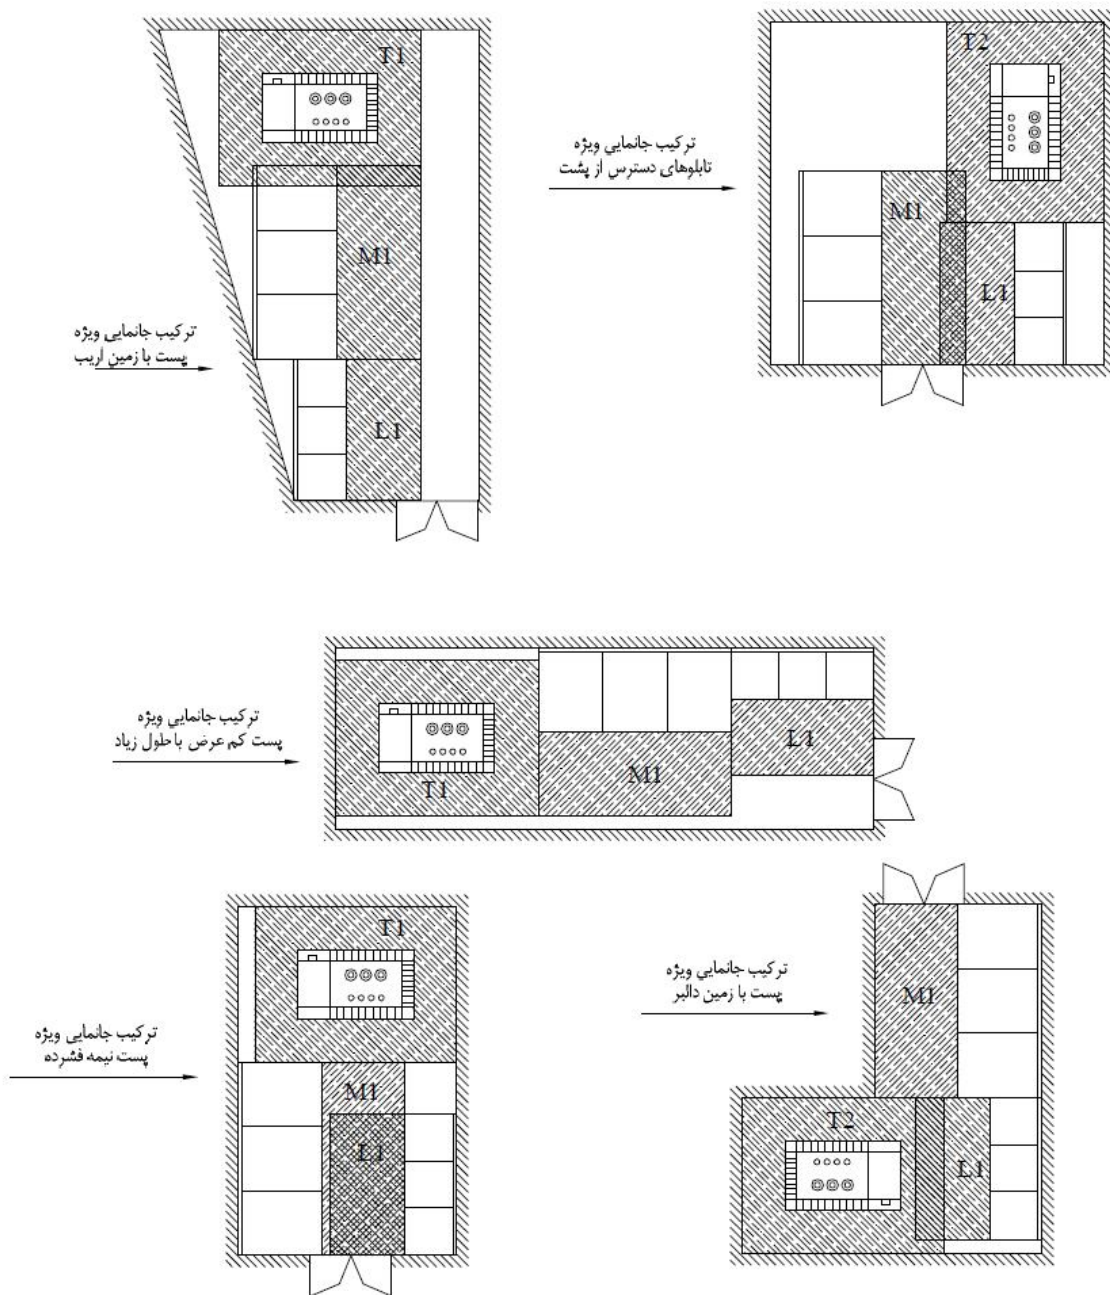 T1
M1
L1
ترکیب جانمایی ویژه
پست با زمین اریب
T2
M1
L1
ترکیب جانمایی ویژه
تابلوهای دسترس از پشت
T1
M1
L1
ترکیب جانمایی ویژه
پست کم عرض با طول زیاد
T1
M1
L1
ترکیب جانمایی ویژه
پست نیمه فشرده
M1
T2
L1
ترکیب جانمایی ویژه
پست با زمین دالبر